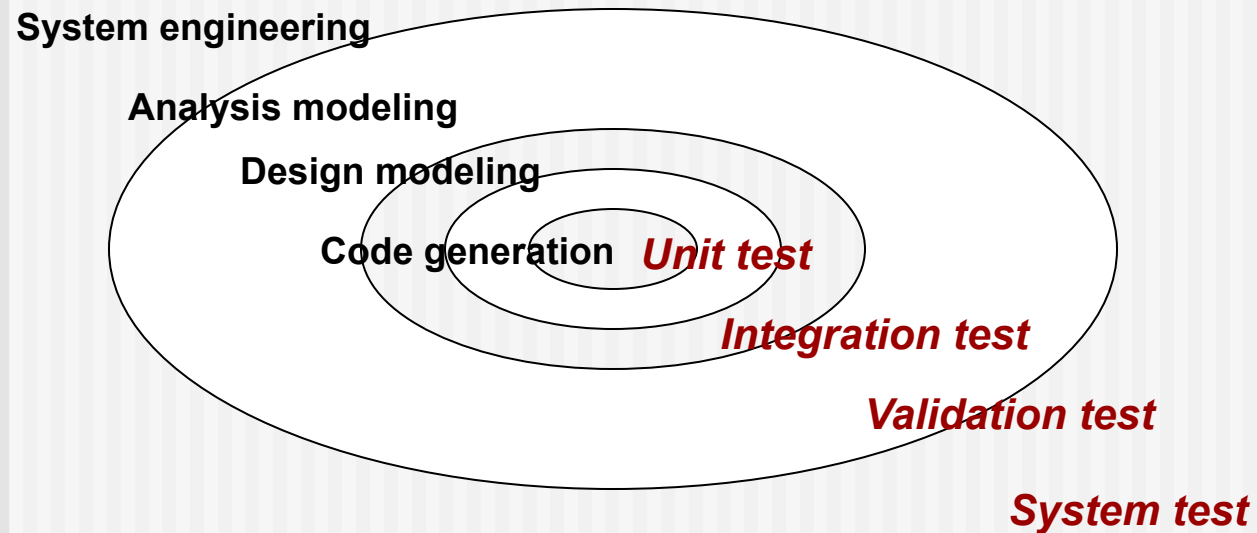 System engineering
Analysis modeling
Design modeling
Code generation
Unit test
Integration test
Validation test
System test